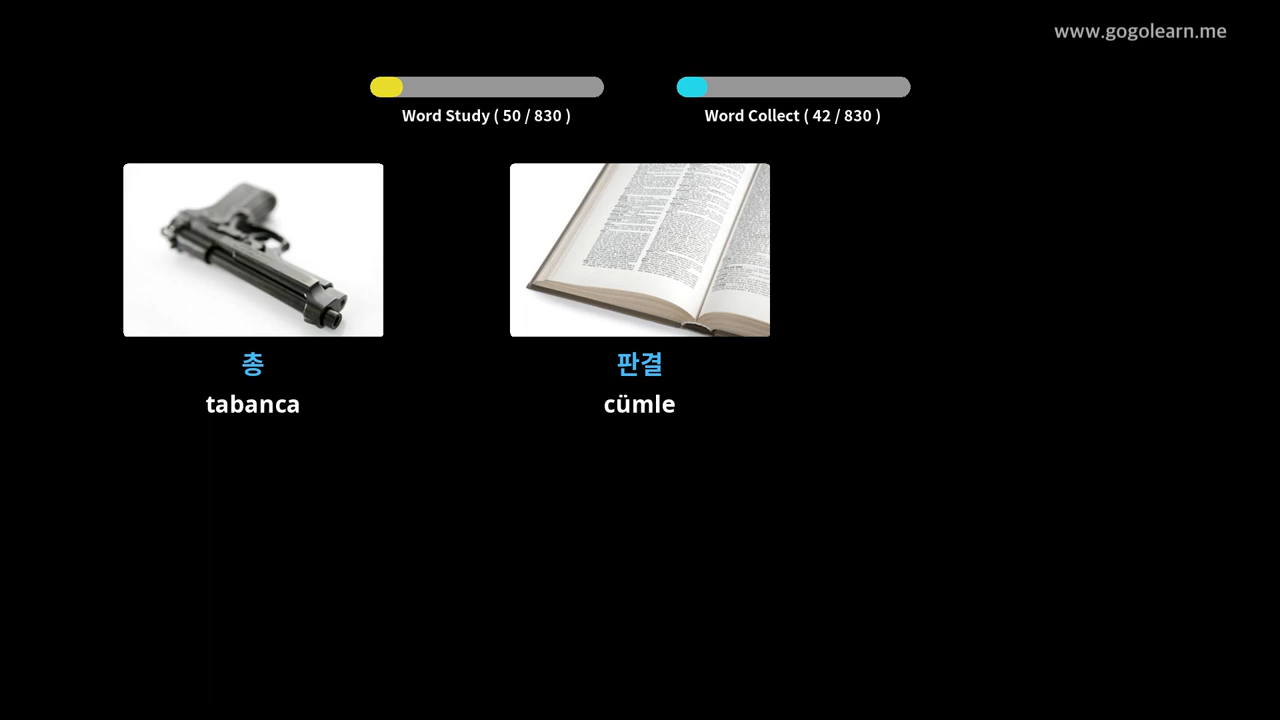 www.gogolearn.me
Word Study ( 50 / 830 )
Word Collect ( 42 / 830 )
총
tabanca
판결
cümle